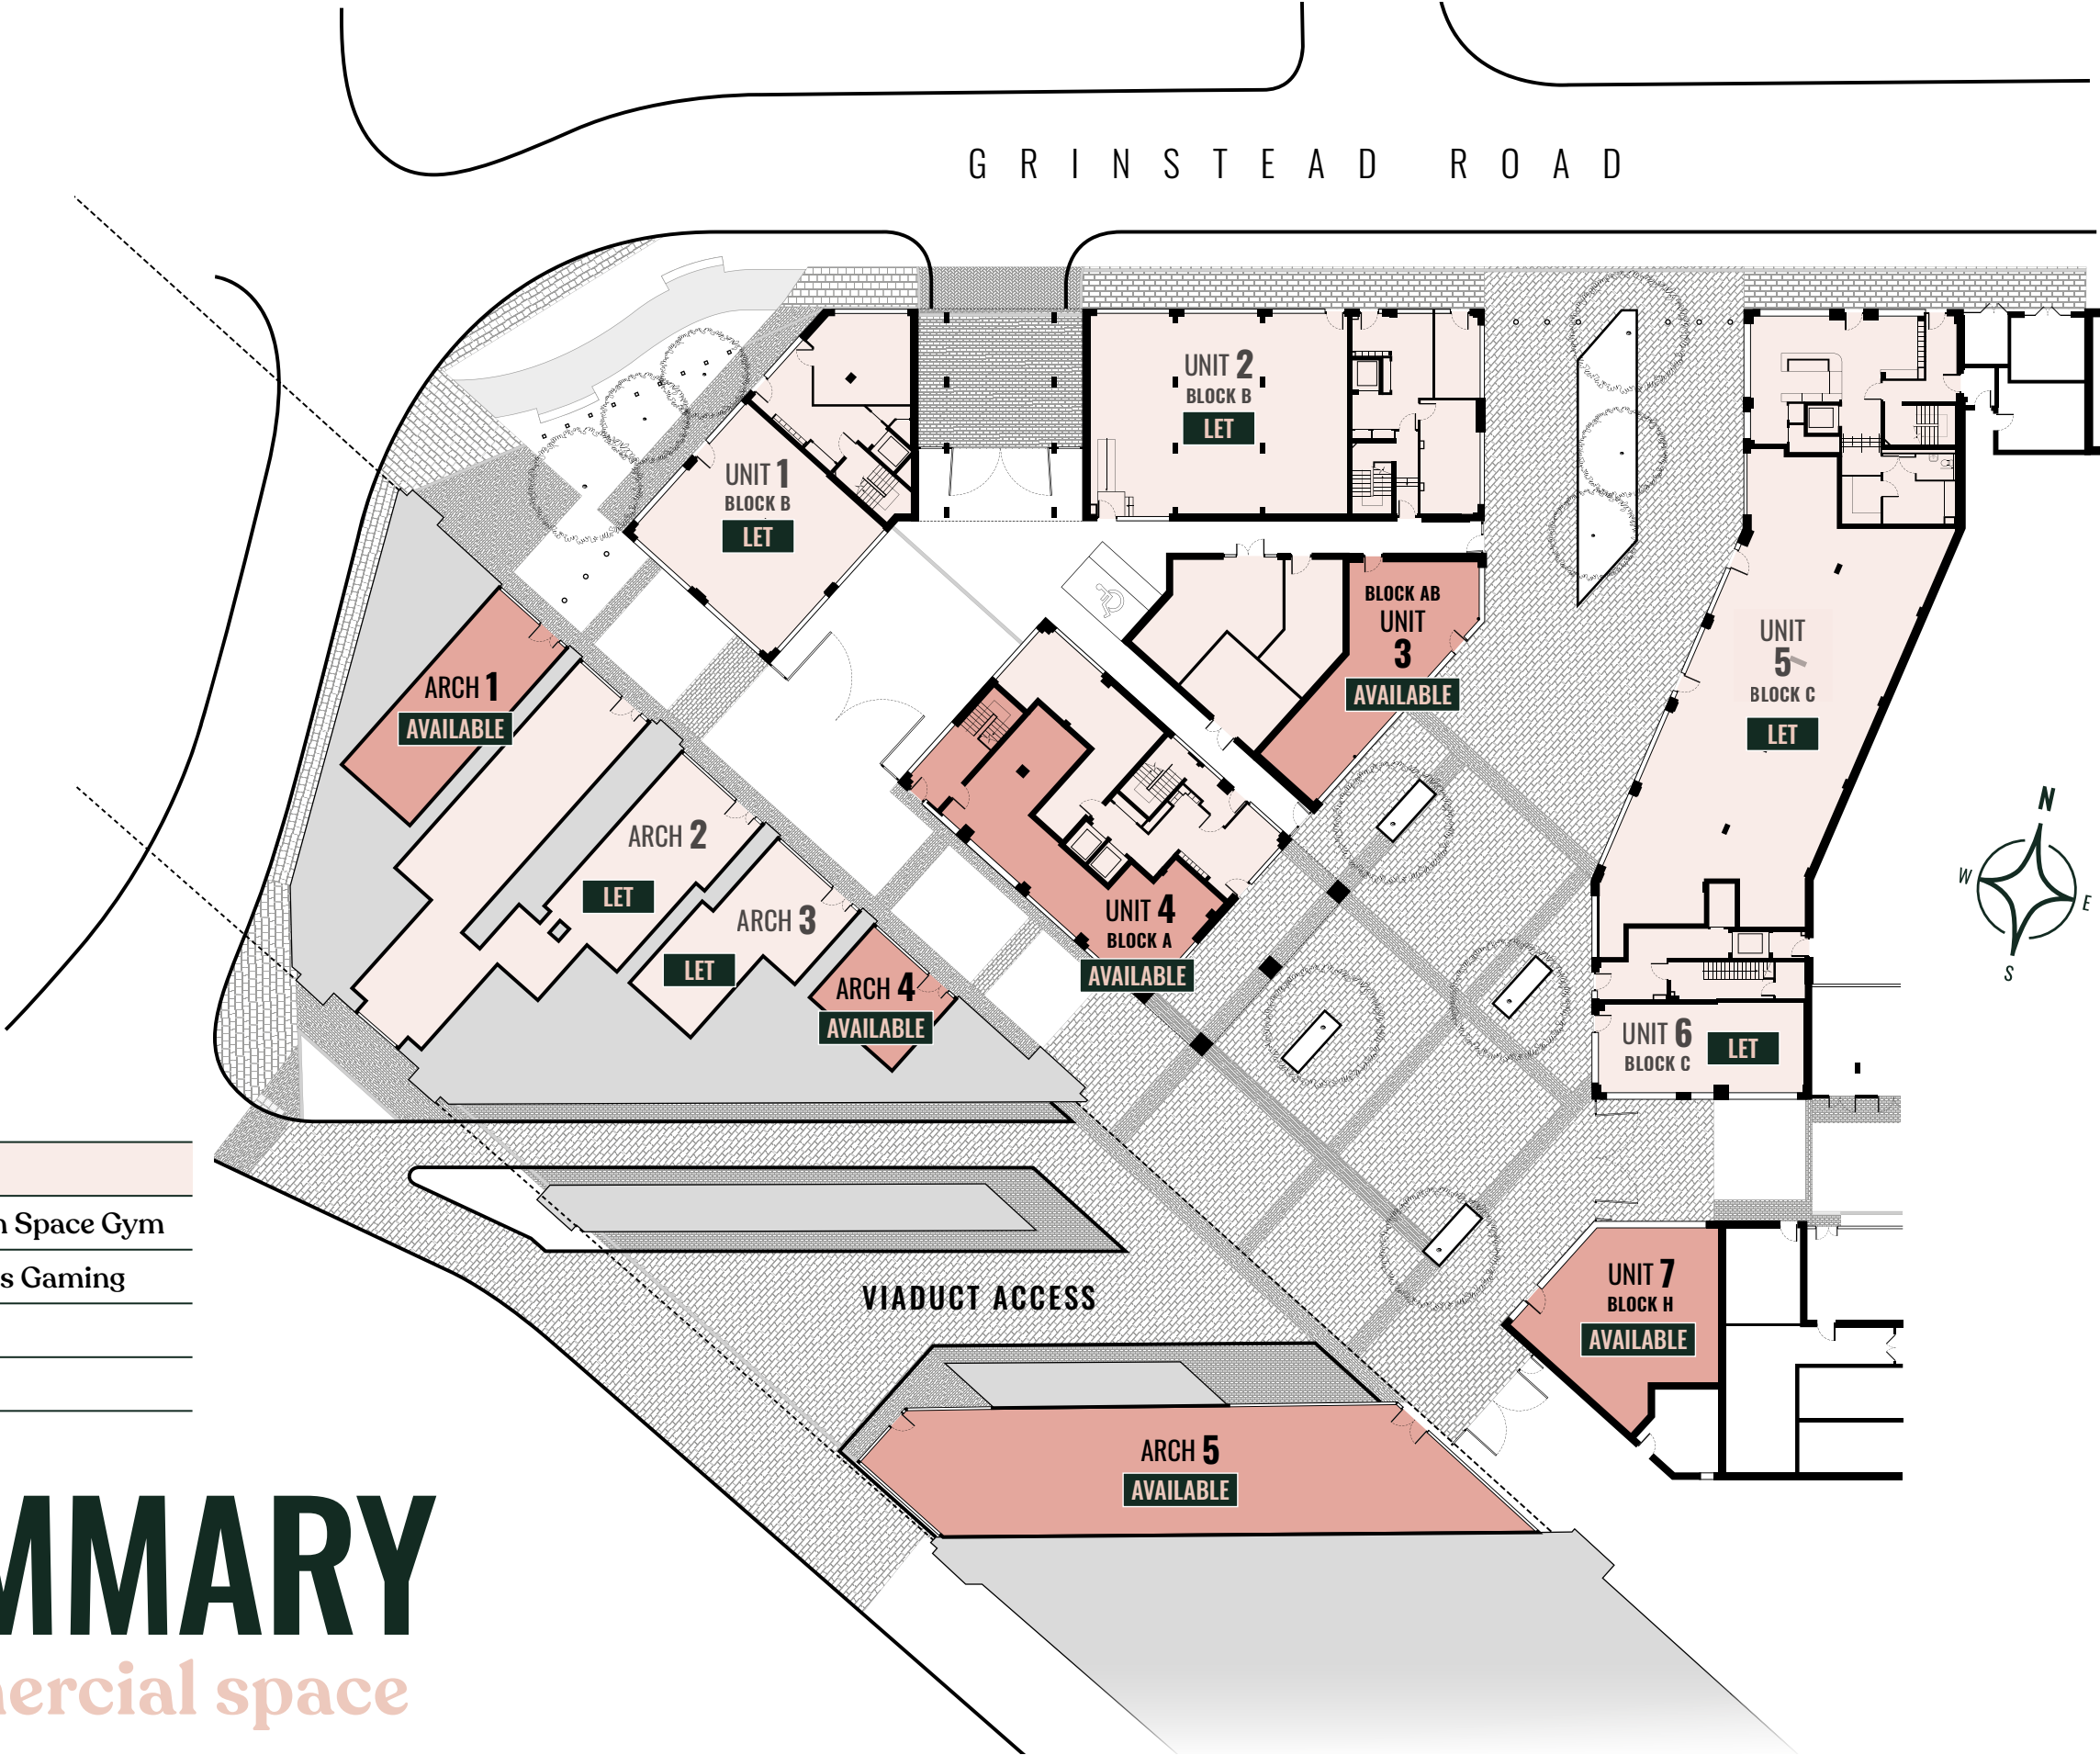 GRINSTEAD ROAD
UNIT 2
BLOCK B
LET
UNIT 1
BLOCK B
LET
BLOCK AB
UNIT
3
AVAILABLE
UNIT
5
BLOCK C
LET
ARCH 1
AVAILABLE
ARCH 2
LET
ARCH 3
LET
ARCH 4
AVAILABLE
UNIT 4
BLOCK A
AVAILABLE
N
W
E
S
UNIT 6
BLOCK C
LET
Space Gym
s Gaming
VIADUCT ACCESS
UNIT 7
BLOCK H
AVAILABLE
ARCH 5
AVAILABLE
MMARY
ercial space